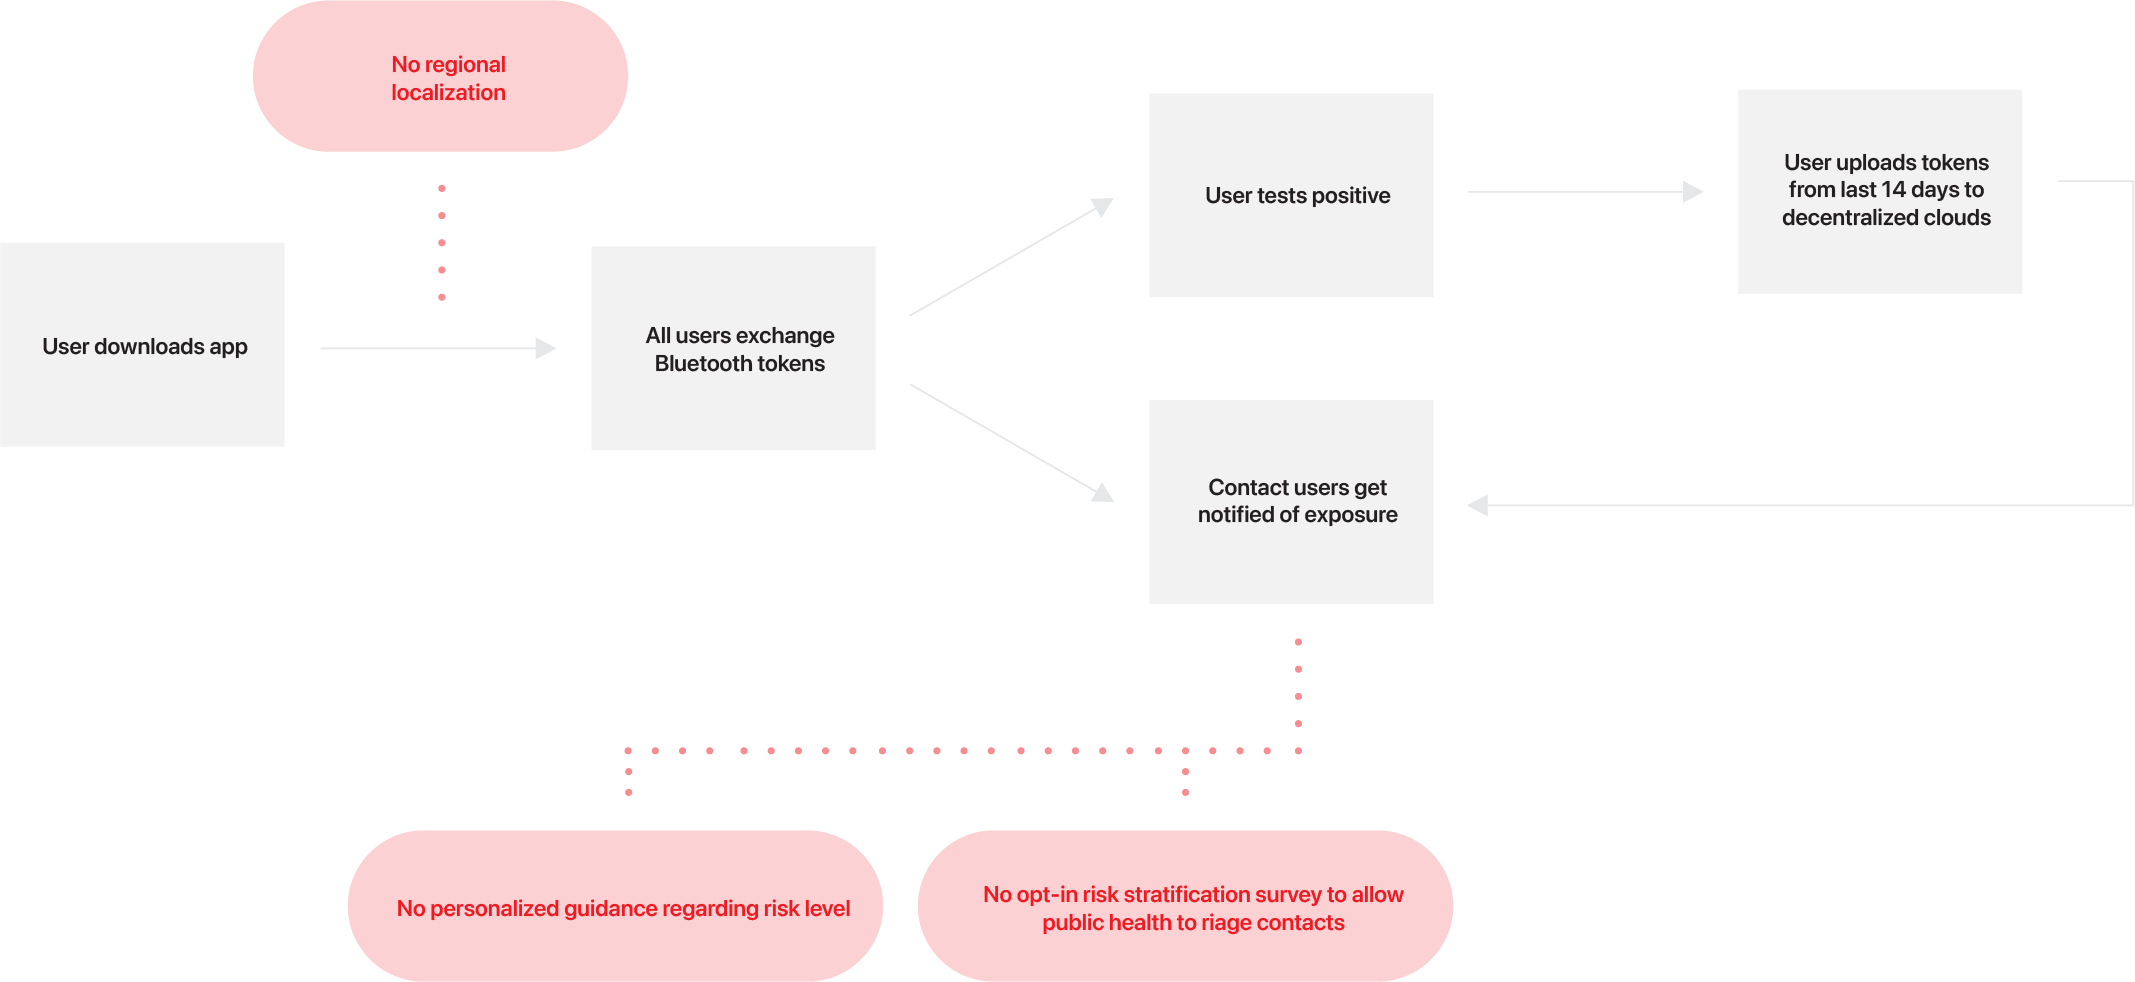 No regional
localization
User downloads app
All users exchange
Bluetooth tokens
User tests positive
User uploads tokens
from last 14 days to
decentralized clouds
Contact users get
notified of exposure
No personalized guidance regarding risk level
No opt-in risk stratification survey to allow
public health to riage contacts